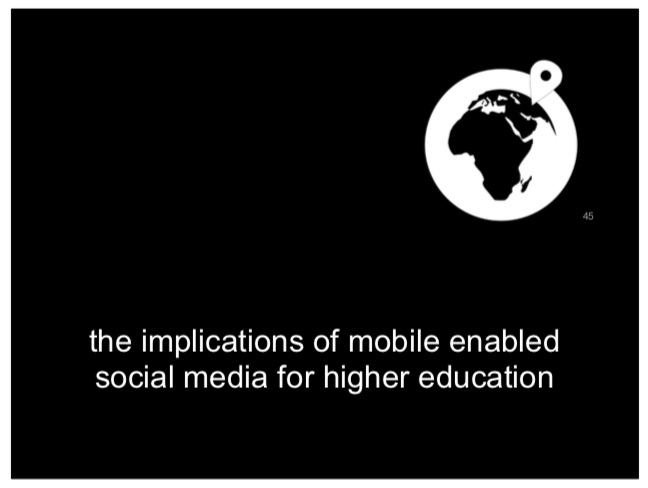 45
the implications of mobile enabled
social media for higher education